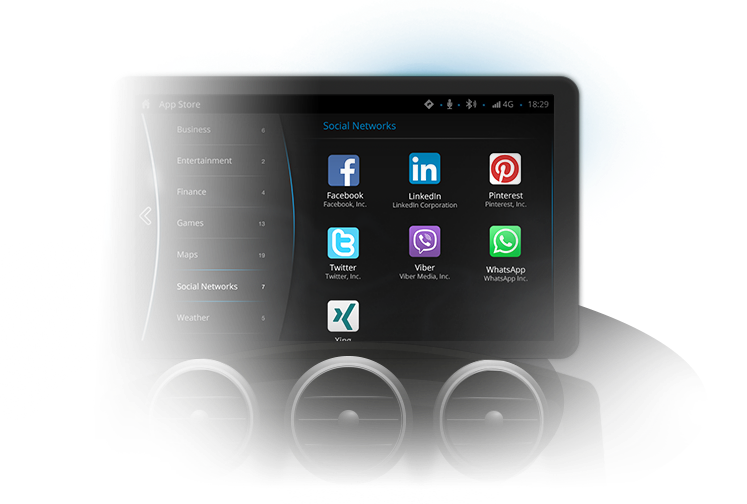 App Store
4G
18:29
Business 6
Entertainment 2
Finance 4
Games 13
Maps 19
Social Networks 7
Weather 5
Social Networks
Facebook
Facebook, Inc.
LinkedIn
LinkedIn Corporation
Pinterest
Pinterest, Inc.
Twitter
Twitter, Inc.
Viber
Viber Media, Inc.
WhatsApp
WhatsApp Inc.
Xing